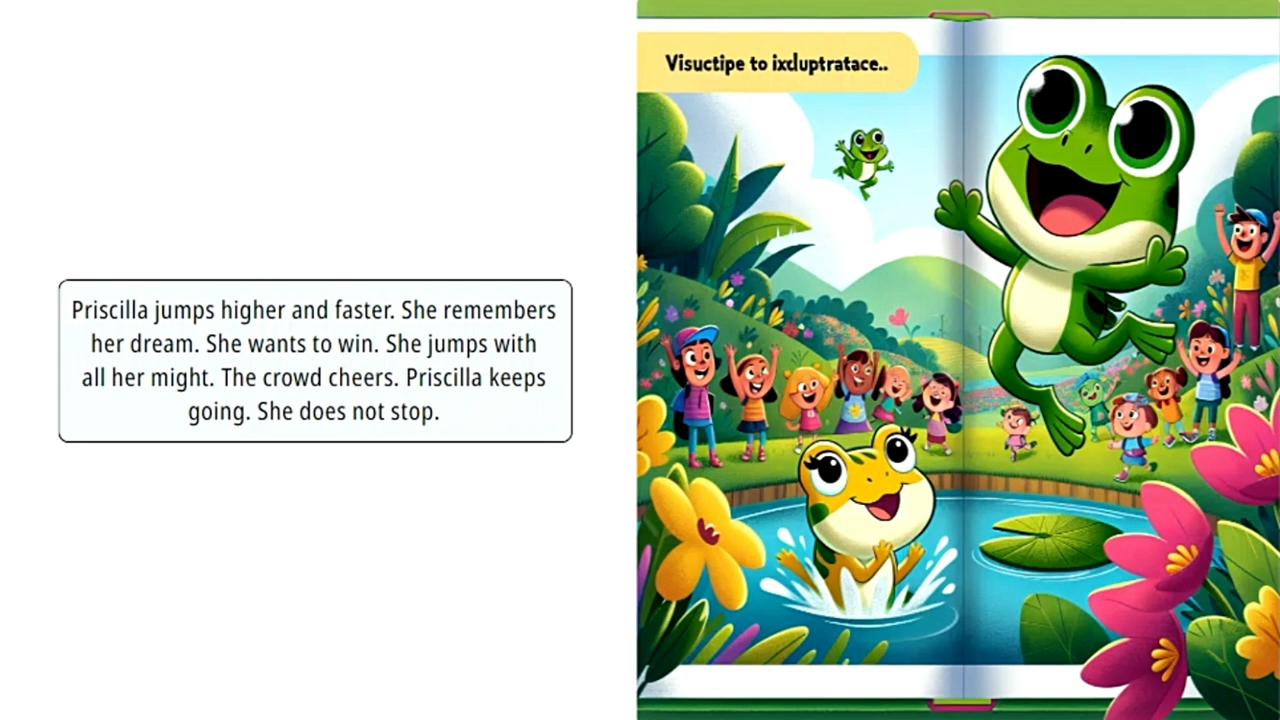 Priscilla jumps higher and faster. She remembers
her dream. She wants to win. She jumps with
all her might. The crowd cheers. Priscilla keeps
going. She does not stop.
Visuctipe to ixcluptratace..